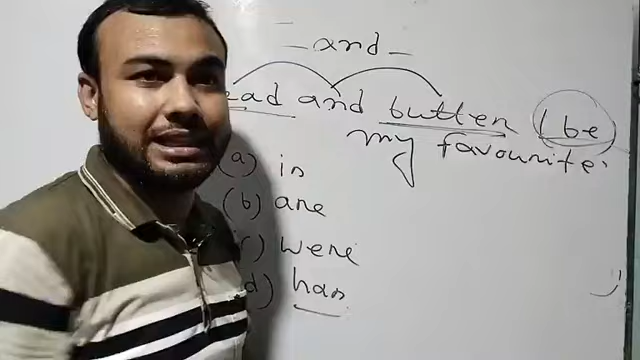 – and –
ead and butter (be
my favourite.
(a) is
(b) are
(c) were
d) has